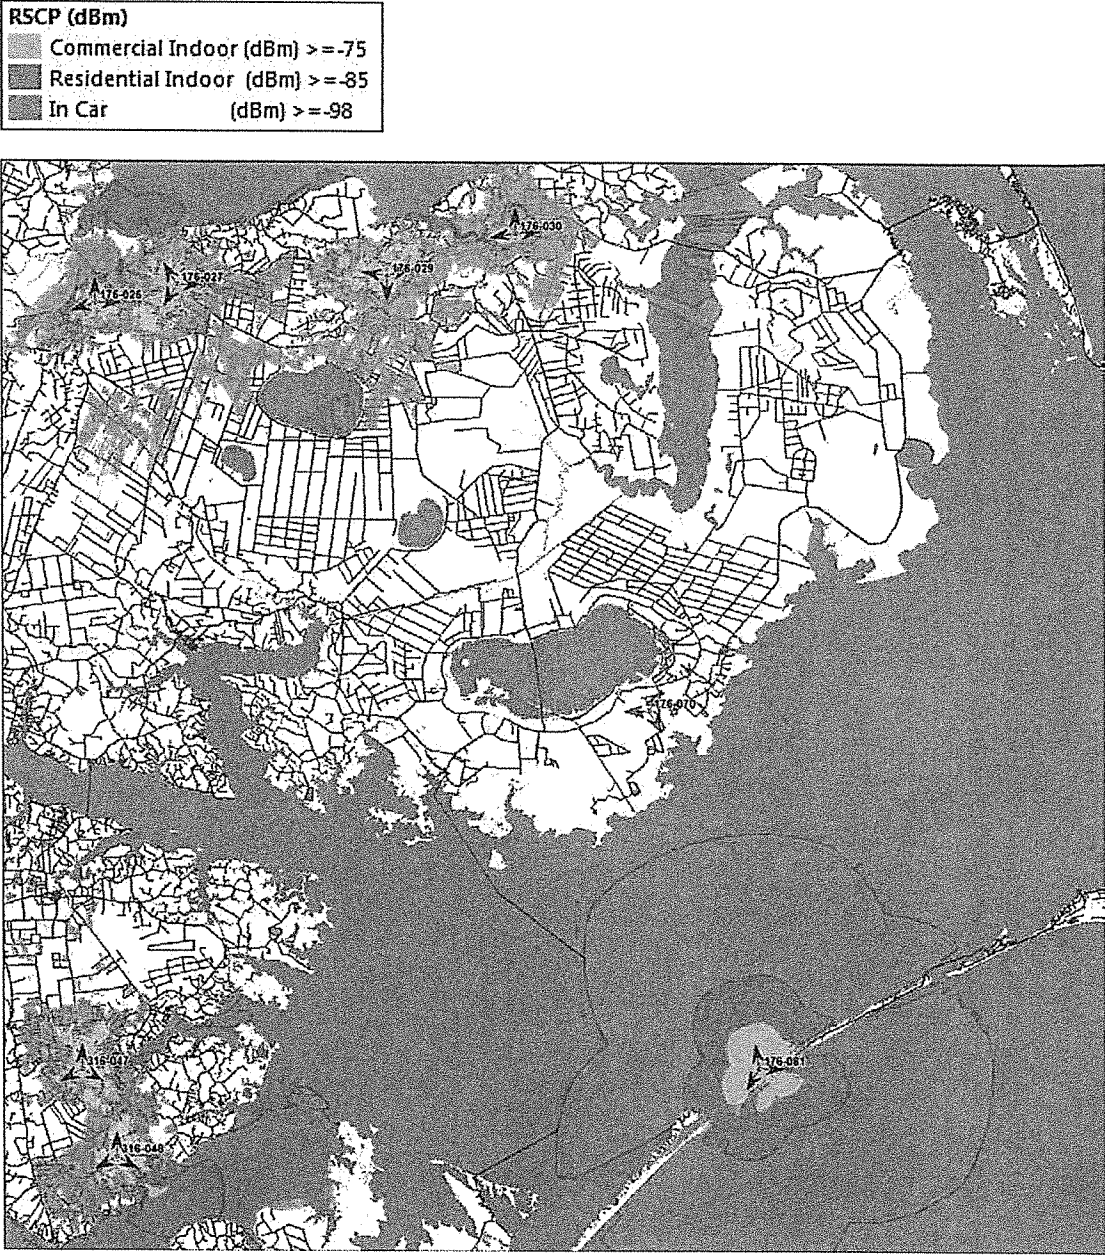 RSCP (dBm)
Commercial Indoor (dBm) >=-75
Residential Indoor (dBm) >=-85
In Car (dBm) >=-98
176-030
176-029
176-027
176-026
176-070
176-081
316-047
316-048